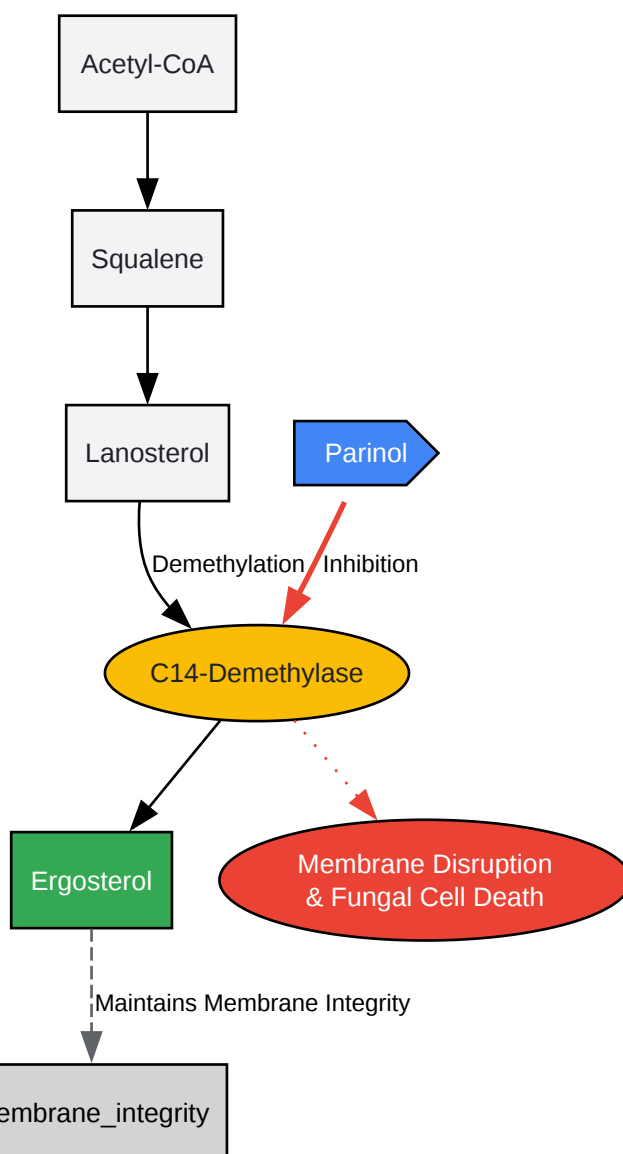 Acetyl-CoA
Squalene
Lanosterol
Parinol
Demethylation
Inhibition
C14-Demethylase
Ergosterol
Membrane Disruption
& Fungal Cell Death
Maintains Membrane Integrity
embrane_integrity